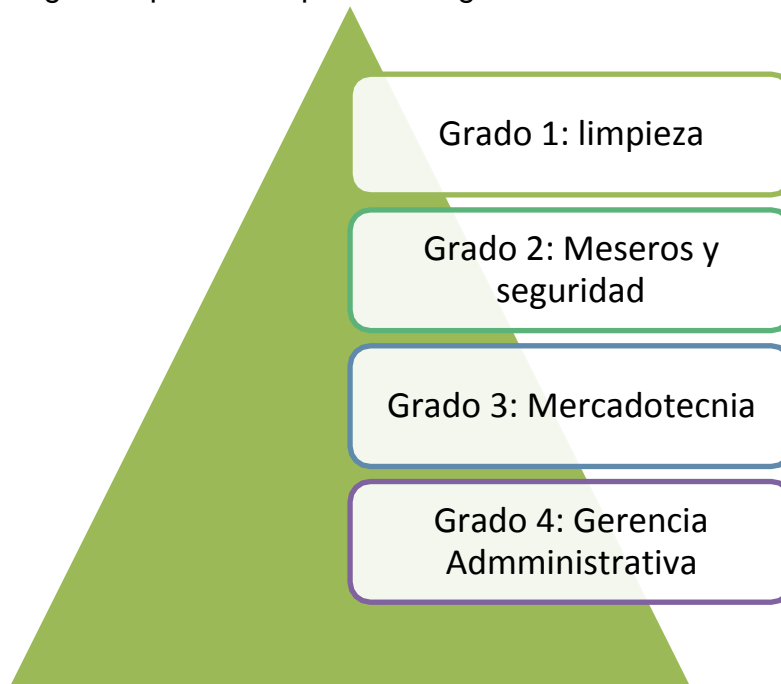 Grado 1: limpieza
Grado 2: Meseros y
seguridad
Grado 3: Mercadotecnia
Grado 4: Gerencia
Admministrativa